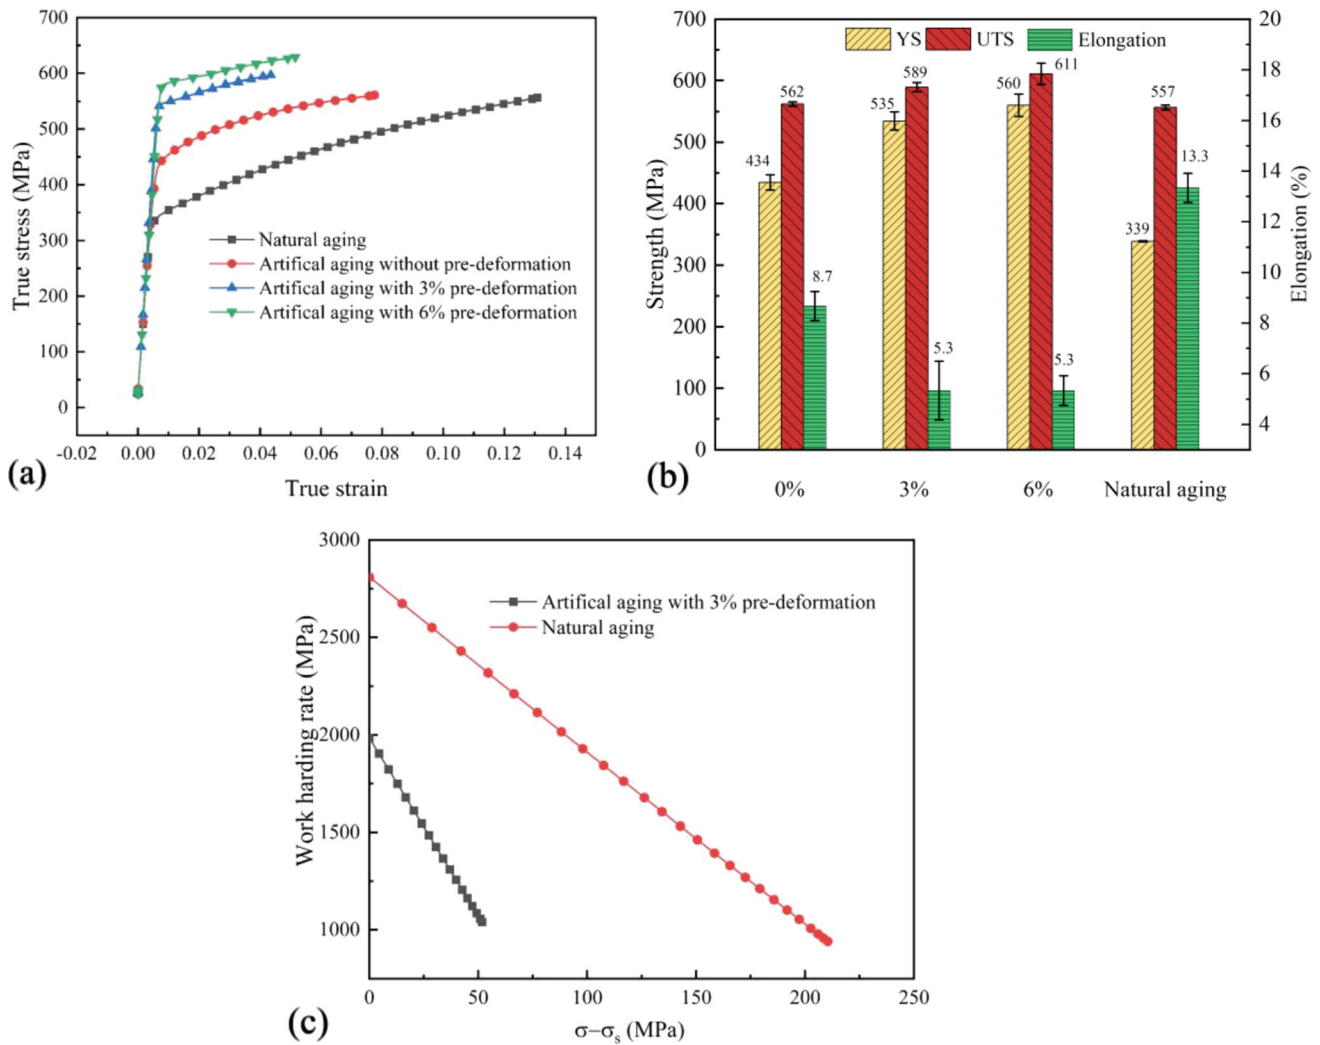 700
600
500
400
300
200
100
0
True stress (MPa)
Natural aging
Artifical aging without pre-deformation
Artifical aging with 3% pre-deformation
Artifical aging with 6% pre-deformation
-0.02 0.00 0.02 0.04 0.06 0.08 0.10 0.12 0.14
True strain
(a)
700
600
500
400
300
200
100
0
Strength (MPa)
YS UTS Elongation
434 562 8.7
535 589 5.3
560 611 5.3
339 557 13.3
20
18
16
14
12
10
8
6
4
Elongation (%)
0% 3% 6% Natural aging
(b)
3000
2500
2000
1500
1000
Work harding rate (MPa)
Artifical aging with 3% pre-deformation
Natural aging
0 50 100 150 200 250
σ−σs (MPa)
(c)